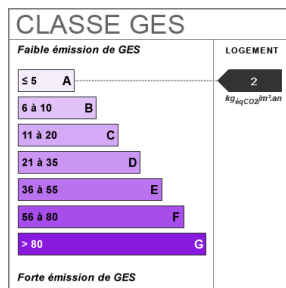 CLASSE GES
Faible émission de GES
LOGEMENT
≤ 5 A
2
6 à 10 B
kgéqCO2/m².an
11 à 20 C
21 à 35 D
36 à 55 E
56 à 80 F
> 80 G
Forte émission de GES